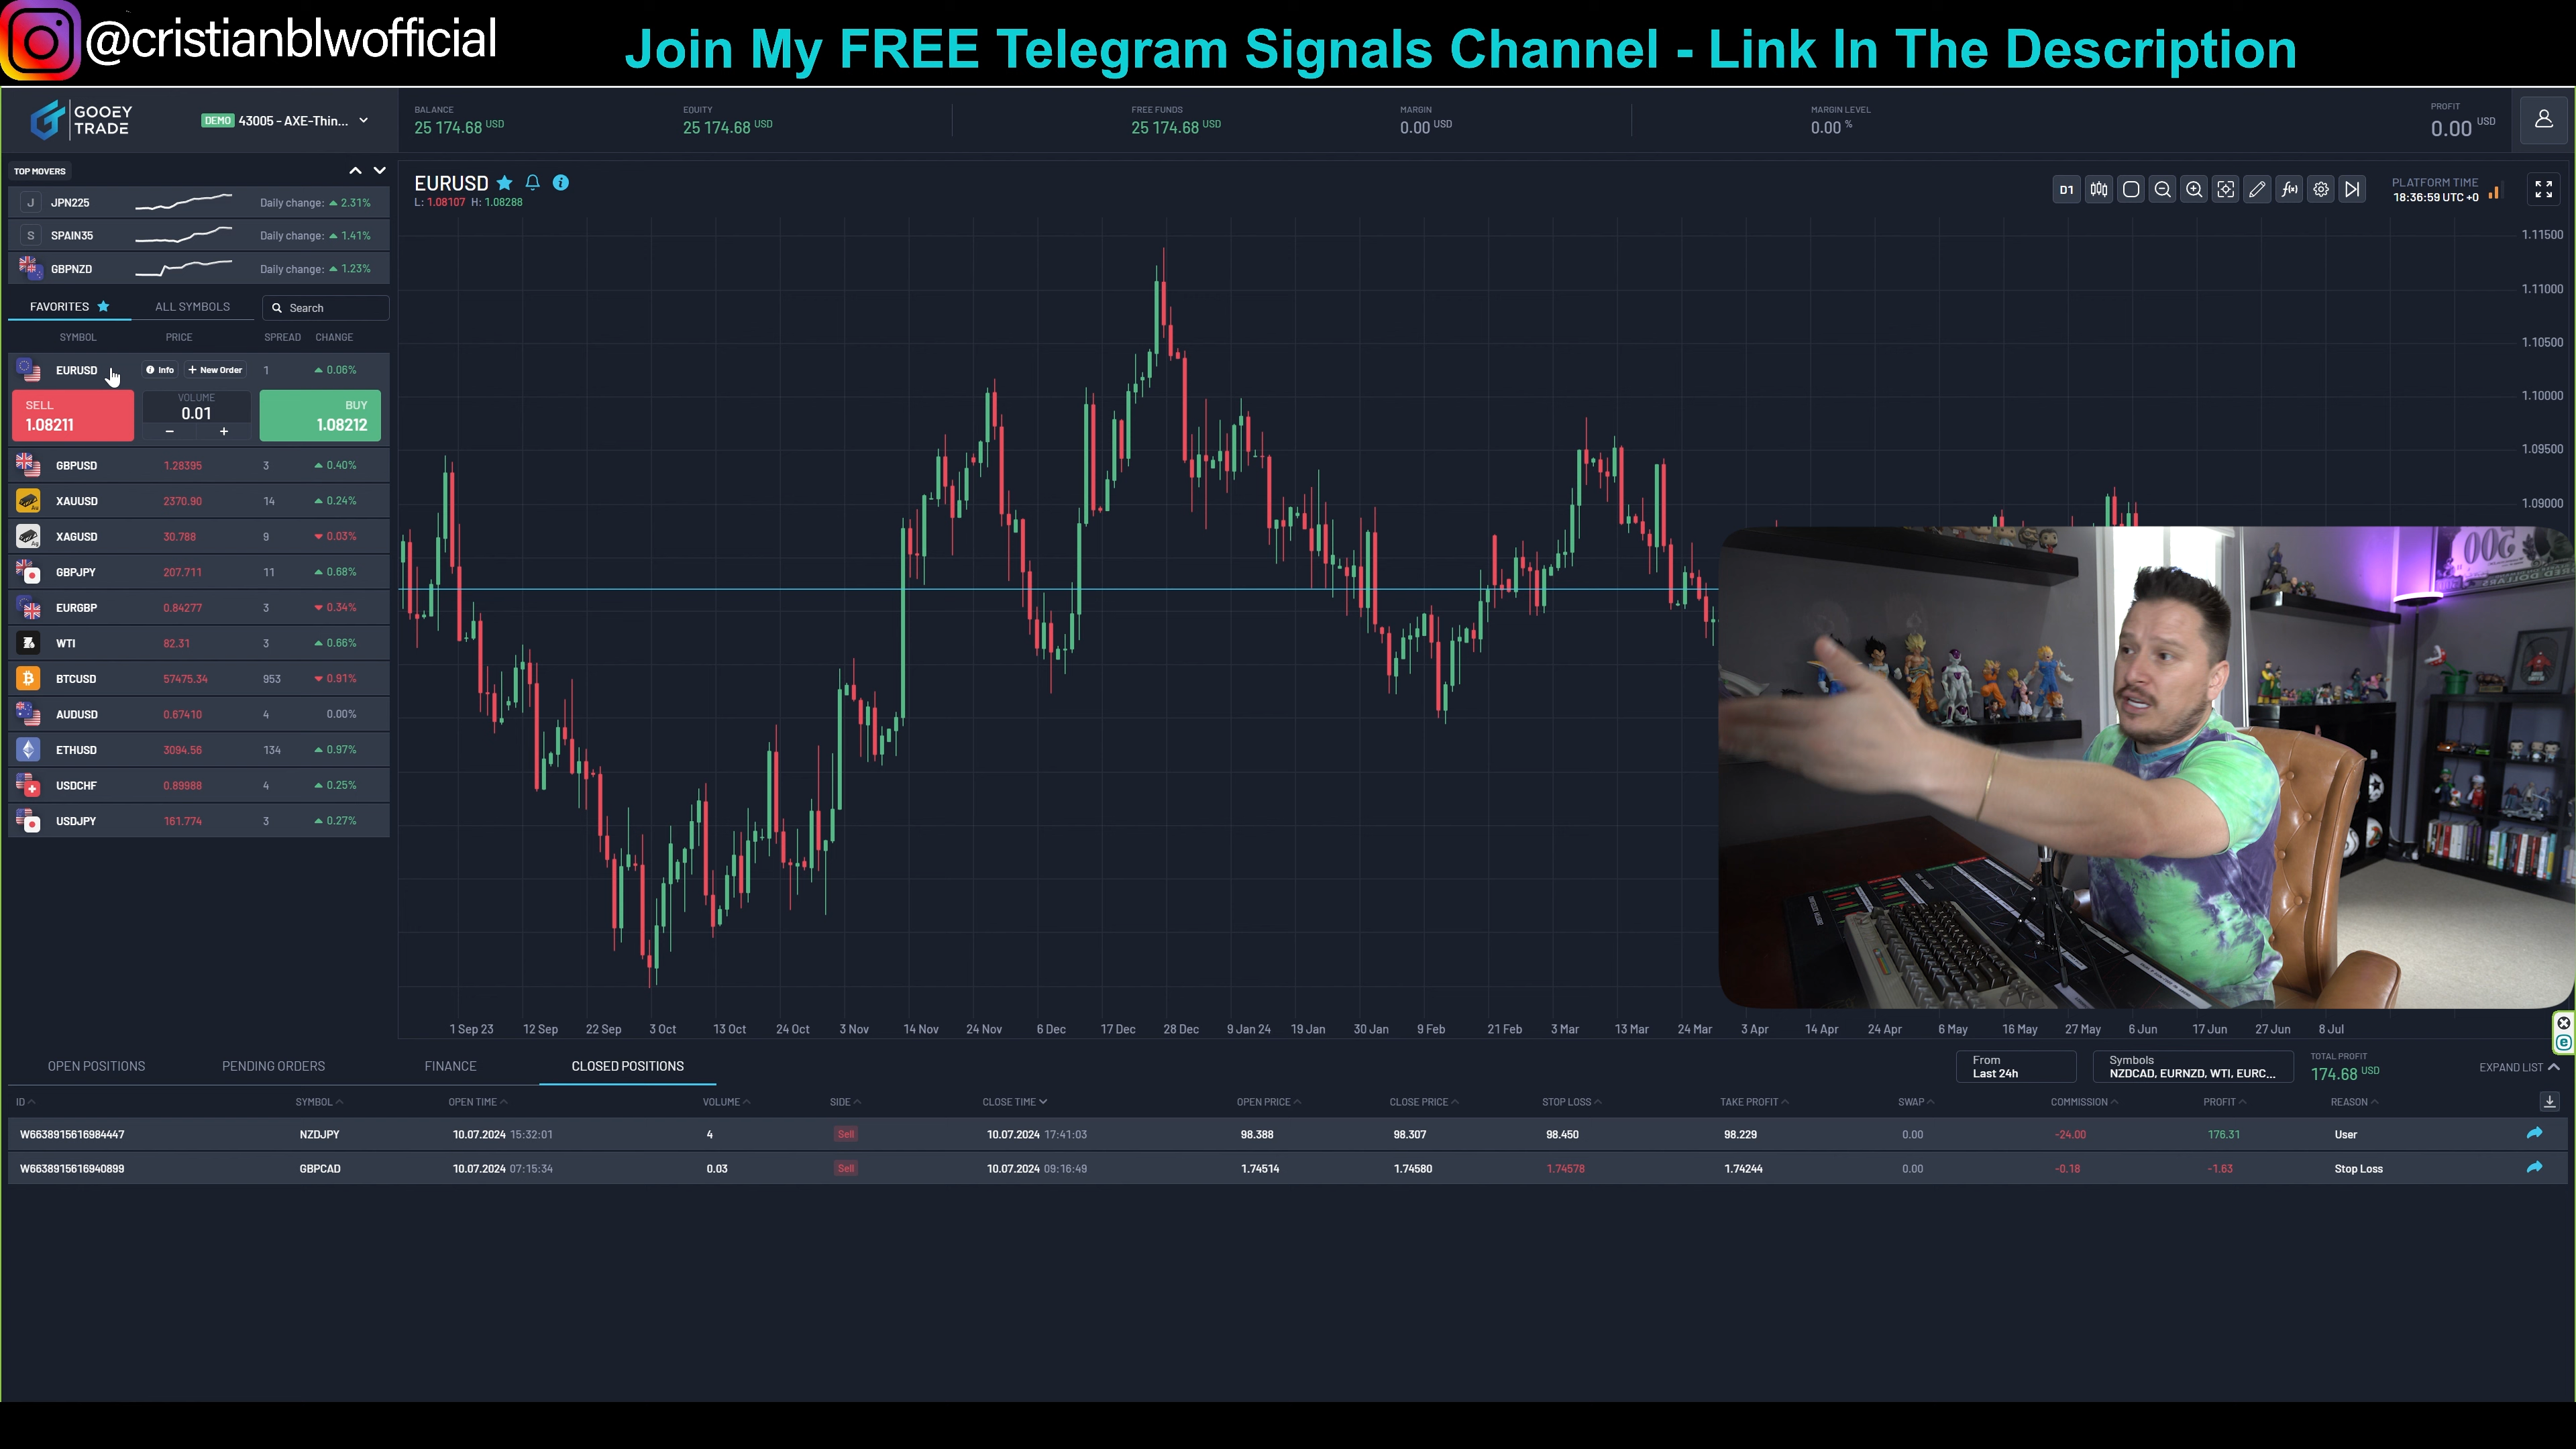 @cristianblwofficial
Join My FREE Telegram Signals Channel - Link In The Description
GOOEY TRADE
DEMO 43005 - AXE-Thin...
BALANCE
25 174.68 USD
EQUITY
25 174.68 USD
FREE FUNDS
25 174.68 USD
MARGIN
0.00 USD
MARGIN LEVEL
0.00 %
PROFIT
0.00 USD
TOP MOVERS
J JPN225 Daily change: 2.31%
S SPAIN35 Daily change: 1.41%
GBPNZD Daily change: 1.23%
FAVORITES ALL SYMBOLS Search
SYMBOL PRICE SPREAD CHANGE
EURUSD Info + New Order 1 0.06%
SELL
1.08211
VOLUME
0.01
- +
BUY
1.08212
GBPUSD 1.28395 3 0.40%
XAUUSD 2370.90 14 0.24%
XAGUSD 30.788 9 0.03%
GBPJPY 207.711 11 0.68%
EURGBP 0.84277 3 0.34%
WTI 82.31 3 0.66%
BTCUSD 57475.34 953 0.91%
AUDUSD 0.67410 4 0.00%
ETHUSD 3094.56 134 0.97%
USDCHF 0.89988 4 0.25%
USDJPY 161.774 3 0.27%
EURUSD
L: 1.08107 H: 1.08288
D1
f(x)
PLATFORM TIME
18:36:59 UTC +0
1.11500
1.11000
1.10500
1.10000
1.09500
1.09000
1 Sep 23 12 Sep 22 Sep 3 Oct 13 Oct 24 Oct 3 Nov 14 Nov 24 Nov 6 Dec 17 Dec 28 Dec 9 Jan 24 19 Jan 30 Jan 9 Feb 21 Feb 3 Mar 13 Mar 24 Mar 3 Apr 14 Apr 24 Apr 6 May 16 May 27 May 6 Jun 17 Jun 27 Jun 8 Jul
OPEN POSITIONS PENDING ORDERS FINANCE CLOSED POSITIONS
From
Last 24h
Symbols
NZDCAD, EURNZD, WTI, EURC...
TOTAL PROFIT
174.68 USD
EXPAND LIST
ID SYMBOL OPEN TIME VOLUME SIDE CLOSE TIME OPEN PRICE CLOSE PRICE STOP LOSS TAKE PROFIT SWAP COMMISSION PROFIT REASON
W6638915616984447 NZDJPY 10.07.2024 15:32:01 4 Sell 10.07.2024 17:41:03 98.388 98.307 98.450 98.229 0.00 -24.00 176.31 User
W6638915616940899 GBPCAD 10.07.2024 07:15:34 0.03 Sell 10.07.2024 09:16:49 1.74514 1.74580 1.74578 1.74244 0.00 -0.18 -1.63 Stop Loss